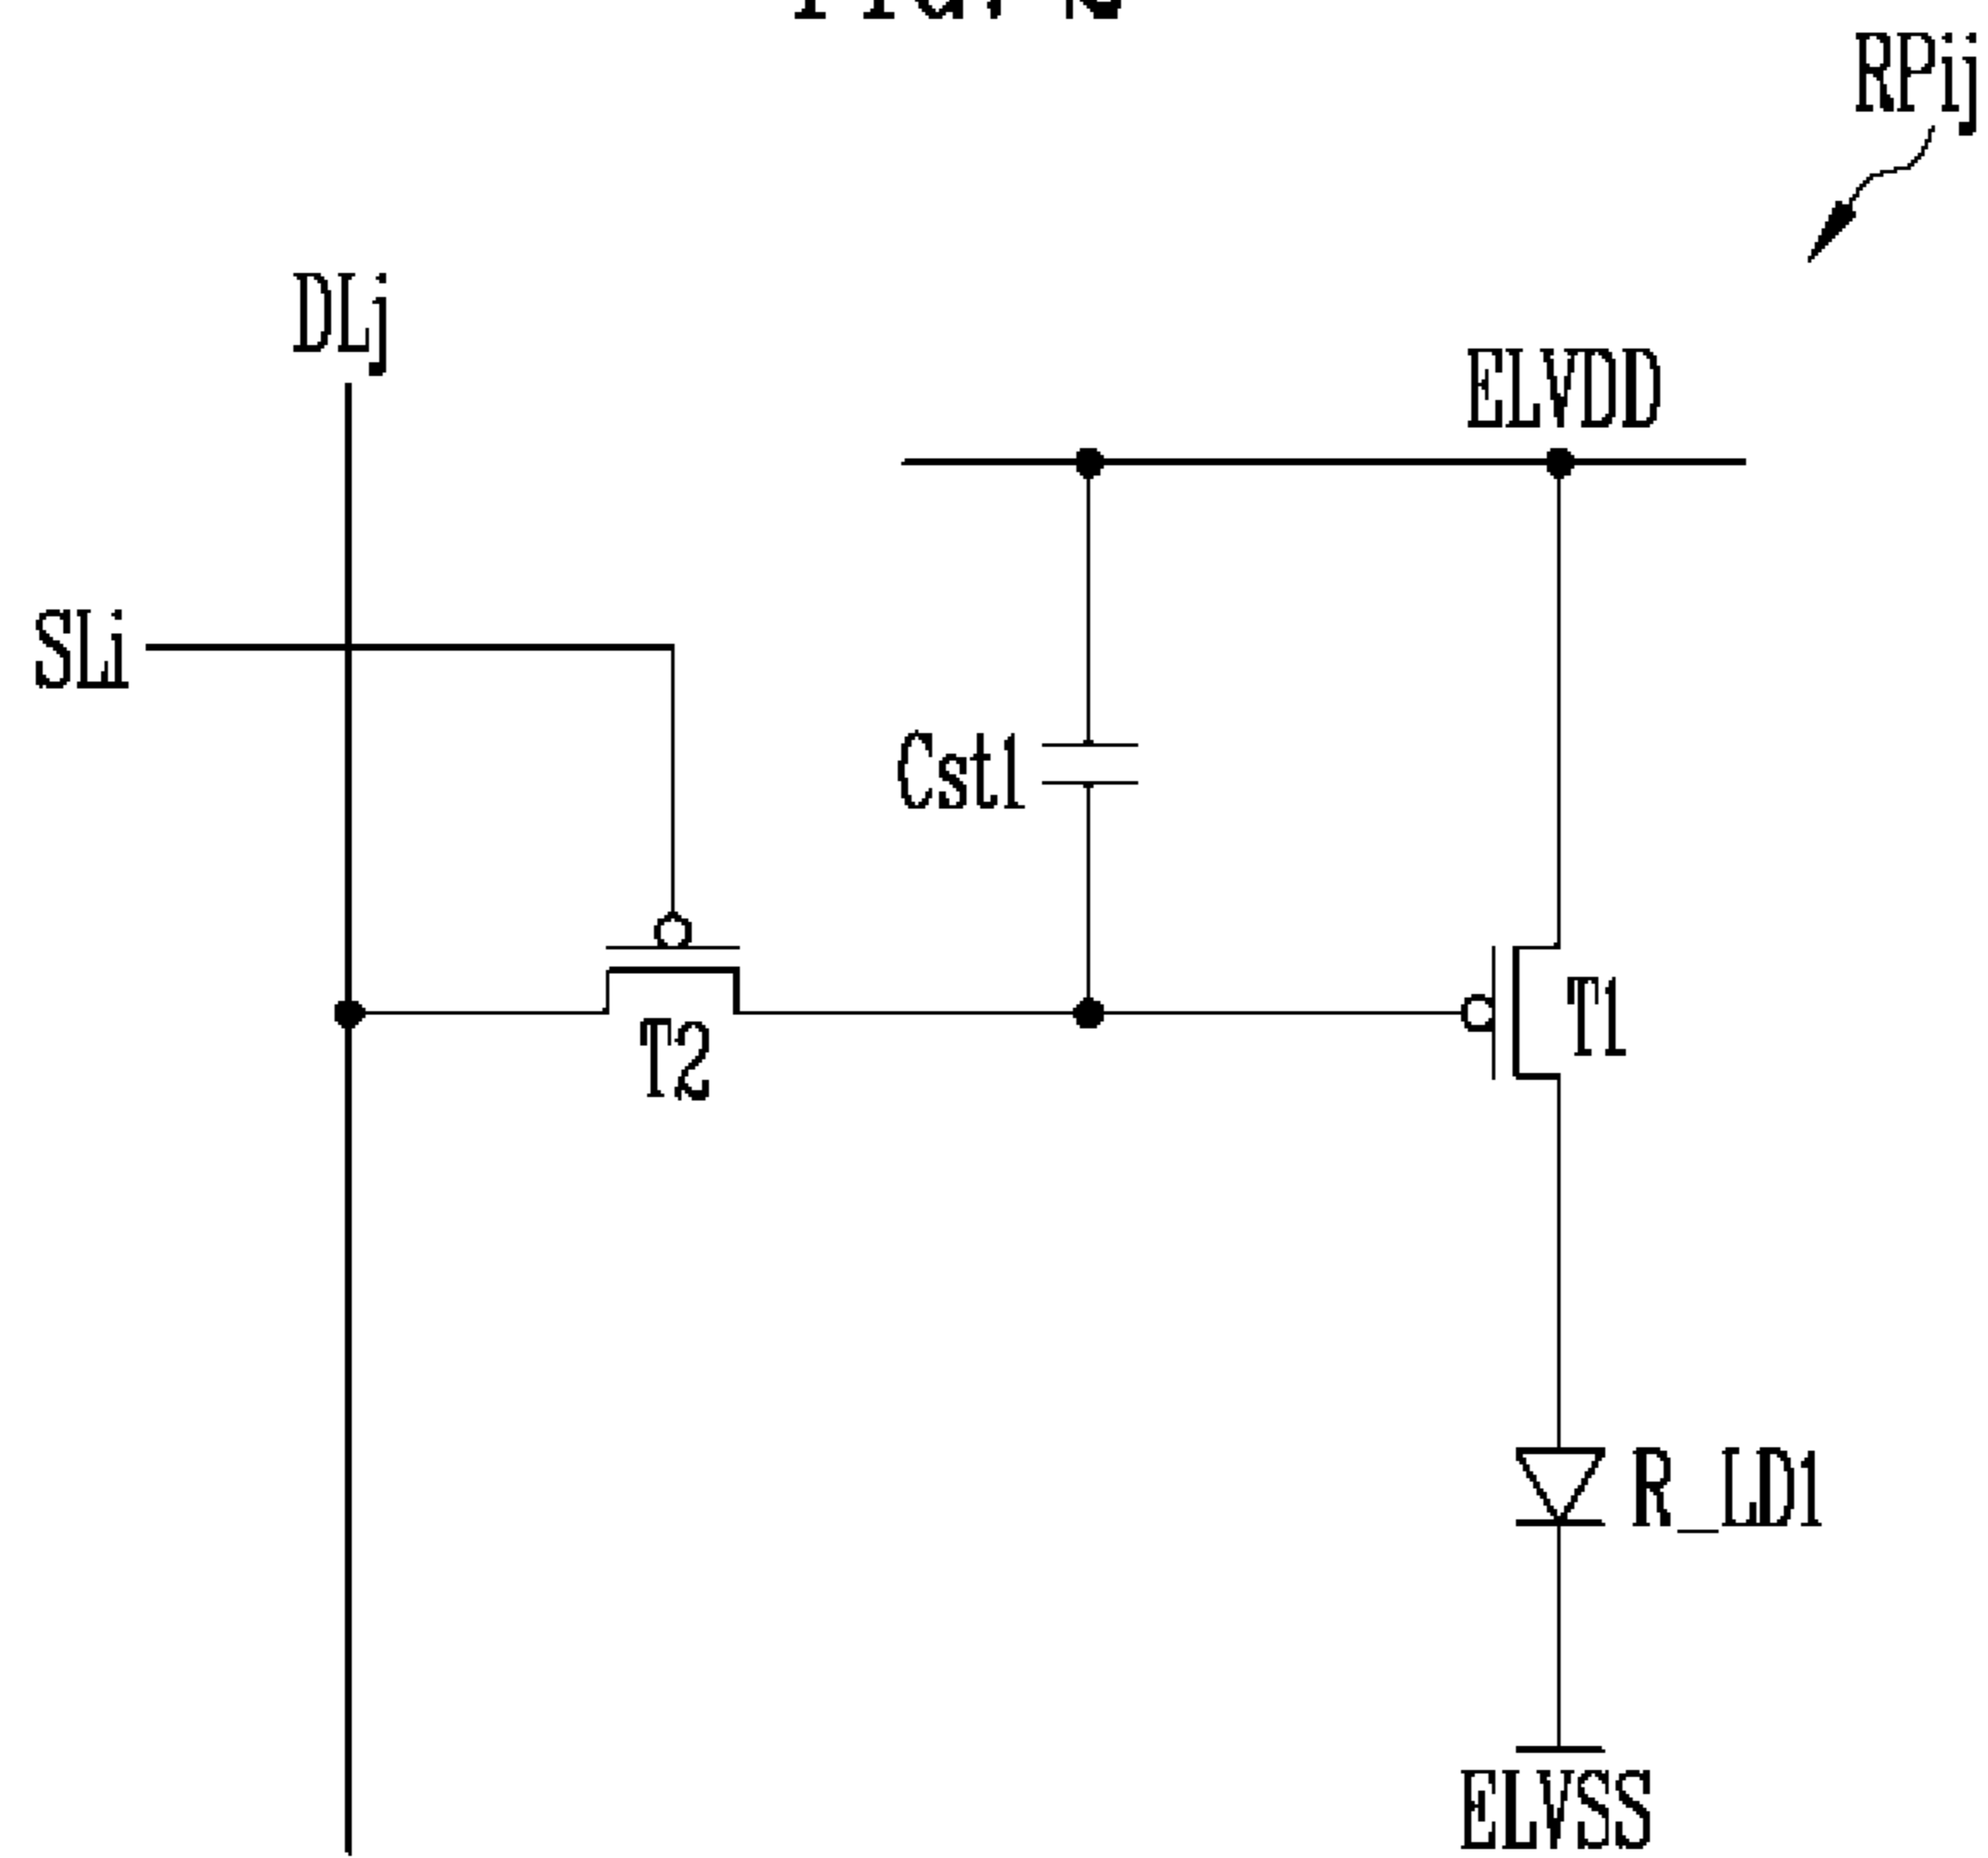 RPij
DLj
ELVDD
SLi
Cst1
T1
T2
R_LD1
ELVSS